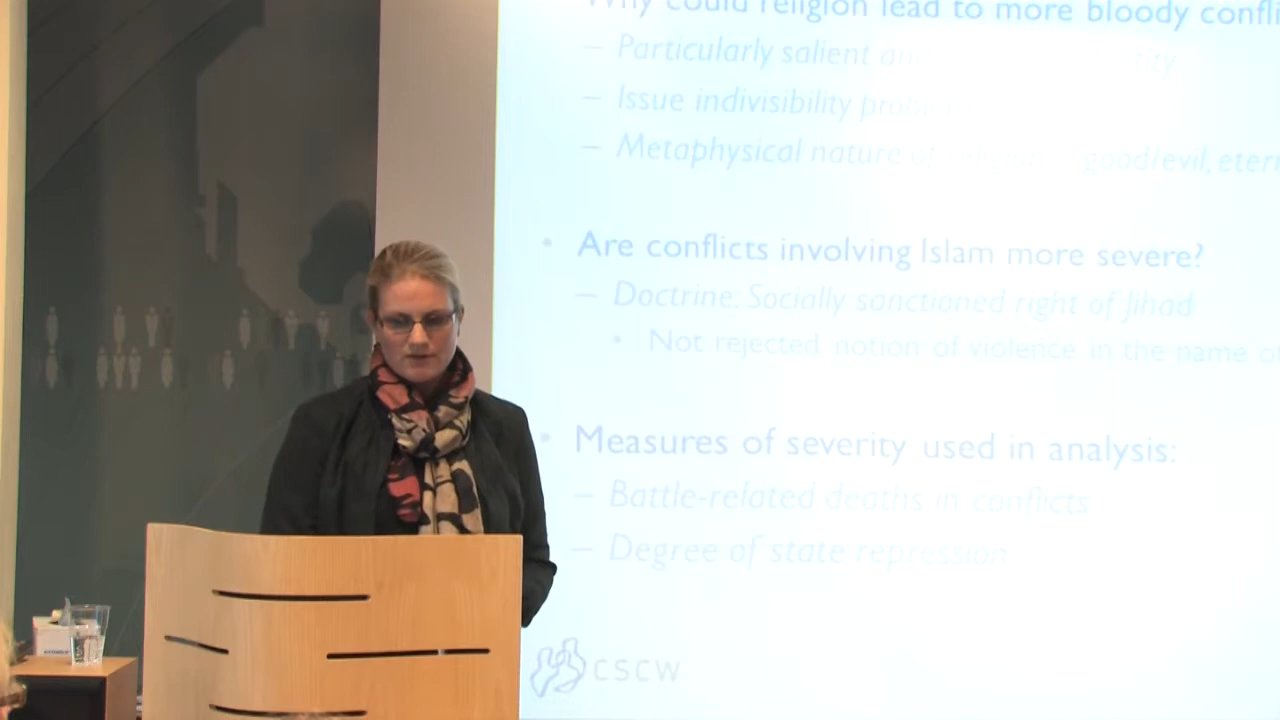 Why could religion lead to more bloody confli
– Particularly salient
– Issue indivisibility
– Metaphysical nature of good/evil, etern
• Are conflicts involving Islam more severe?
– Doctrine: Socially sanctioned right of Jihad
• Not rejected notion of violence in the name of
• Measures of severity used in analysis:
– Battle-related deaths in conflicts
– Degree of state repression
CSCW